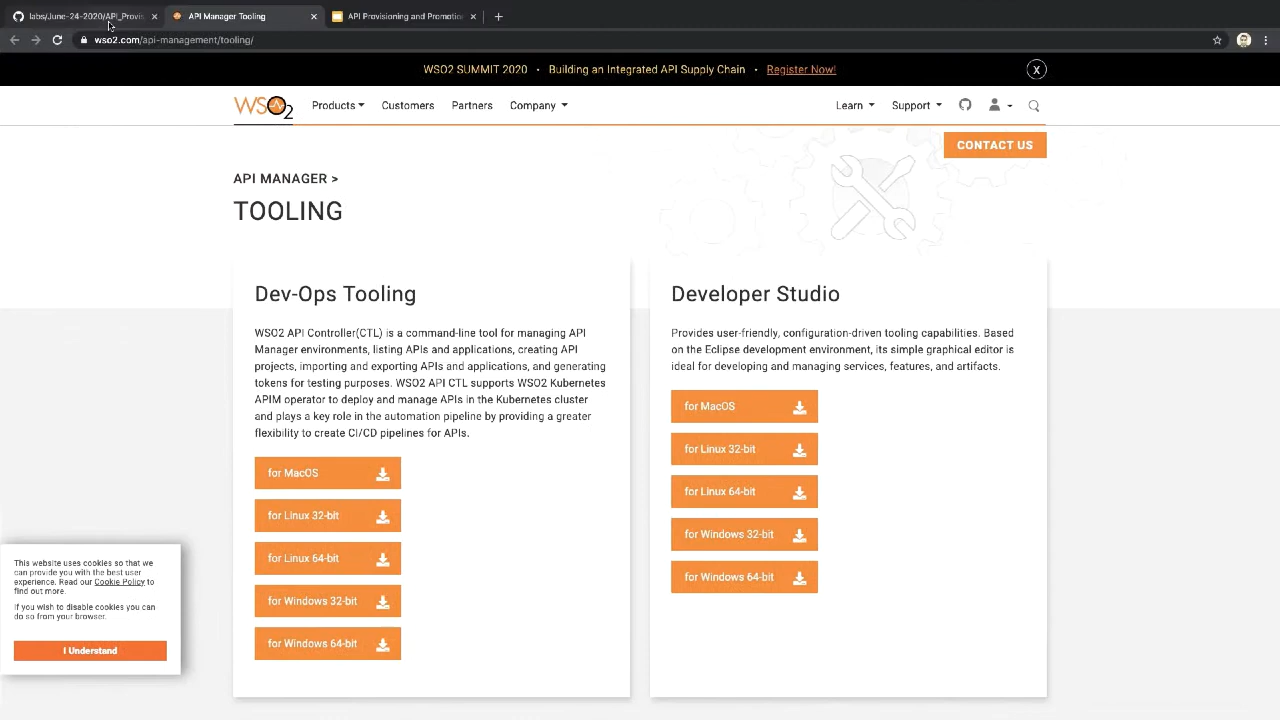 labs/June-24-2020/API_Provis
API Manager Tooling
API Provisioning and Promotion
wso2.com/api-management/tooling/
WSO2 SUMMIT 2020 • Building an Integrated API Supply Chain • Register Now!
X
WSO2
Products
Customers
Partners
Company
Learn
Support
CONTACT US
API MANAGER >
TOOLING
Dev-Ops Tooling
WSO2 API Controller(CTL) is a command-line tool for managing API
Manager environments, listing APIs and applications, creating API
projects, importing and exporting APIs and applications, and generating
tokens for testing purposes. WSO2 API CTL supports WSO2 Kubernetes
APIM operator to deploy and manage APIs in the Kubernetes cluster
and plays a key role in the automation pipeline by providing a greater
flexibility to create CI/CD pipelines for APIs.
for MacOS
for Linux 32-bit
for Linux 64-bit
for Windows 32-bit
for Windows 64-bit
Developer Studio
Provides user-friendly, configuration-driven tooling capabilities. Based
on the Eclipse development environment, its simple graphical editor is
ideal for developing and managing services, features, and artifacts.
for MacOS
for Linux 32-bit
for Linux 64-bit
for Windows 32-bit
for Windows 64-bit
This website uses cookies so that we
can provide you with the best user
experience. Read our Cookie Policy to
find out more.
If you wish to disable cookies you can
do so from your browser.
I Understand